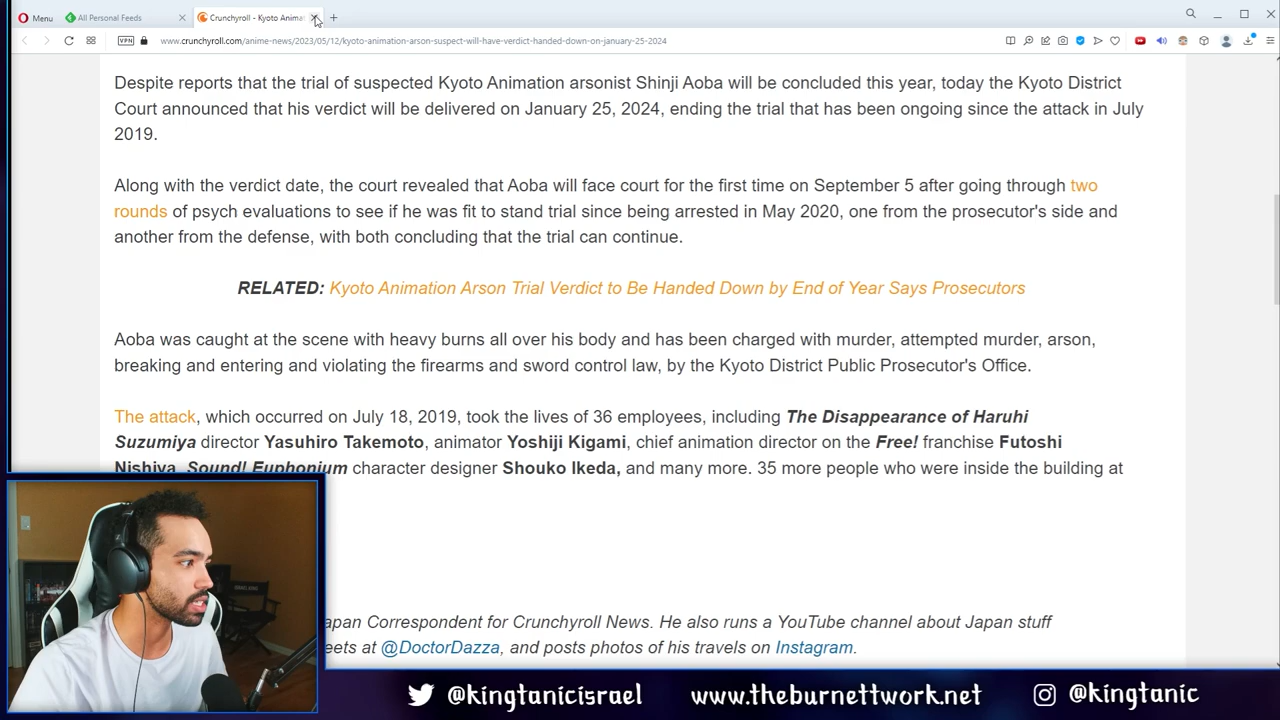 Menu
All Personal Feeds
Crunchyroll - Kyoto Animat
VPN
www.crunchyroll.com/anime-news/2023/05/12/kyoto-animation-arson-suspect-will-have-verdict-handed-down-on-january-25-2024
Despite reports that the trial of suspected Kyoto Animation arsonist Shinji Aoba will be concluded this year, today the Kyoto District
Court announced that his verdict will be delivered on January 25, 2024, ending the trial that has been ongoing since the attack in July
2019.
Along with the verdict date, the court revealed that Aoba will face court for the first time on September 5 after going through two
rounds of psych evaluations to see if he was fit to stand trial since being arrested in May 2020, one from the prosecutor's side and
another from the defense, with both concluding that the trial can continue.
RELATED: Kyoto Animation Arson Trial Verdict to Be Handed Down by End of Year Says Prosecutors
Aoba was caught at the scene with heavy burns all over his body and has been charged with murder, attempted murder, arson,
breaking and entering and violating the firearms and sword control law, by the Kyoto District Public Prosecutor's Office.
The attack, which occurred on July 18, 2019, took the lives of 36 employees, including The Disappearance of Haruhi
Suzumiya director Yasuhiro Takemoto, animator Yoshiji Kigami, chief animation director on the Free! franchise Futoshi
Nishiya, Sound! Euphonium character designer Shouko Ikeda, and many more. 35 more people who were inside the building at
apan Correspondent for Crunchyroll News. He also runs a YouTube channel about Japan stuff
eets at @DoctorDazza, and posts photos of his travels on Instagram.
@kingtanicisrael
www.theburnettwork.net
@kingtanic